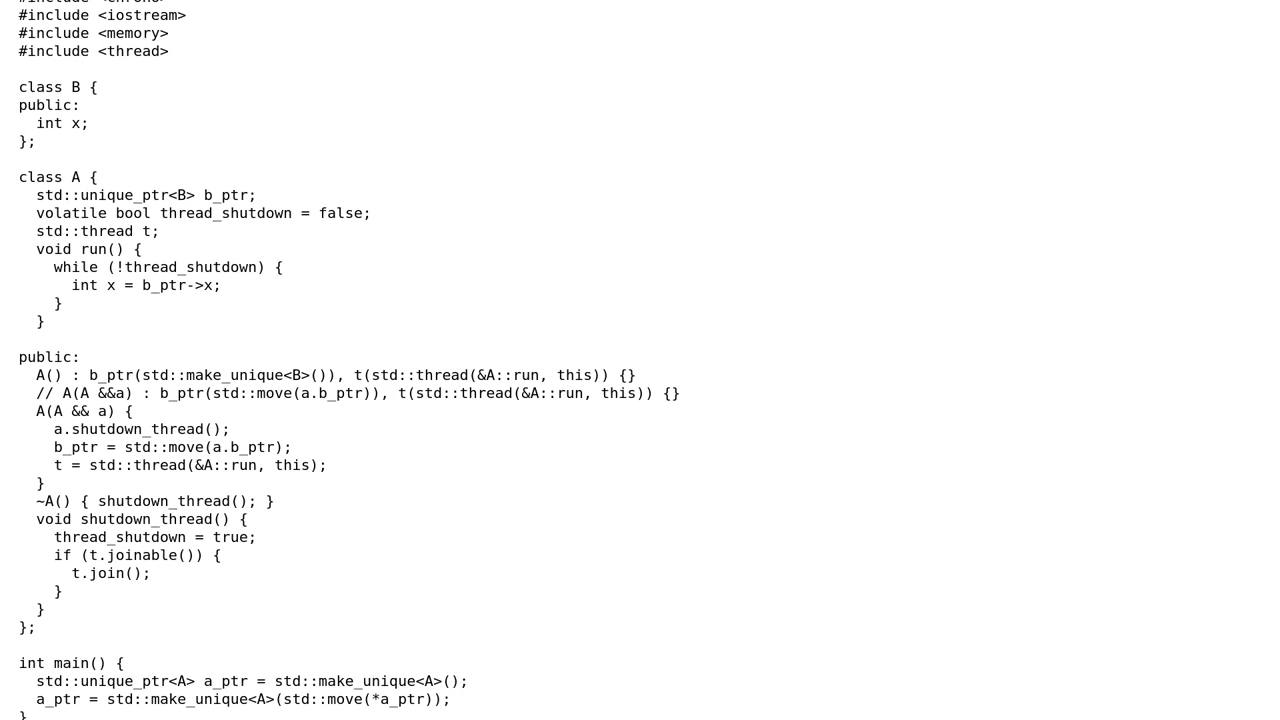 #include <chrono>
#include <iostream>
#include <memory>
#include <thread>

class B {
public:
  int x;
};

class A {
  std::unique_ptr<B> b_ptr;
  volatile bool thread_shutdown = false;
  std::thread t;
  void run() {
    while (!thread_shutdown) {
      int x = b_ptr->x;
    }
  }

public:
  A() : b_ptr(std::make_unique<B>()), t(std::thread(&A::run, this)) {}
  // A(A &&a) : b_ptr(std::move(a.b_ptr)), t(std::thread(&A::run, this)) {}
  A(A && a) {
    a.shutdown_thread();
    b_ptr = std::move(a.b_ptr);
    t = std::thread(&A::run, this);
  }
  ~A() { shutdown_thread(); }
  void shutdown_thread() {
    thread_shutdown = true;
    if (t.joinable()) {
      t.join();
    }
  }
};

int main() {
  std::unique_ptr<A> a_ptr = std::make_unique<A>();
  a_ptr = std::make_unique<A>(std::move(*a_ptr));
}